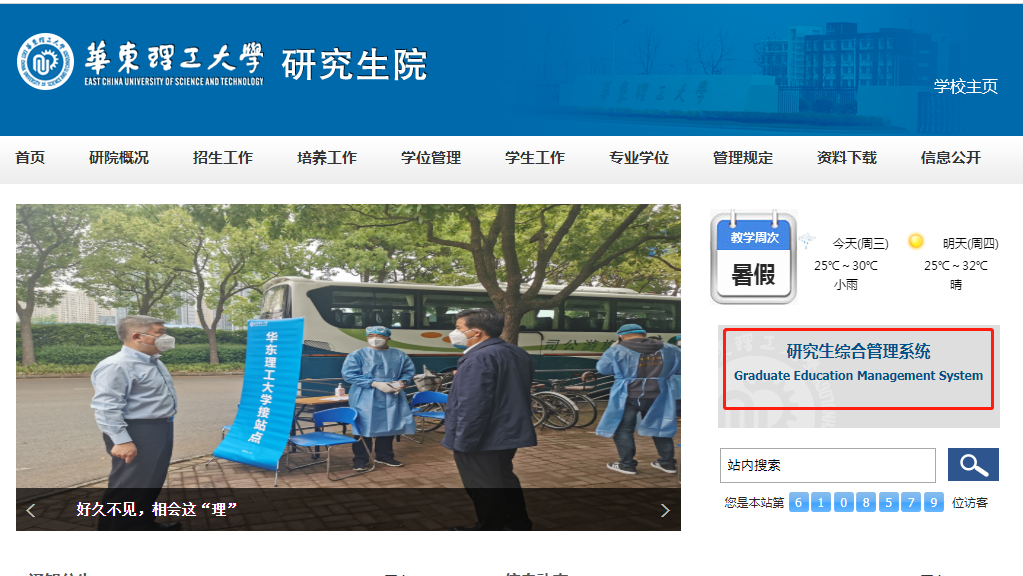 華東理工大學 研究生院
EAST CHINA UNIVERSITY OF SCIENCE AND TECHNOLOGY
学校主页
首页 研院概况 招生工作 培养工作 学位管理 学生工作 专业学位 管理规定 资料下载 信息公开
华东理工大学接站点
好久不见，相会这“理”
教学周次
暑假
今天(周三)
25℃～30℃
小雨
明天(周四)
25℃～32℃
晴
研究生综合管理系统
Graduate Education Management System
站内搜索
您是本站第 6 1 0 8 5 7 9 位访客